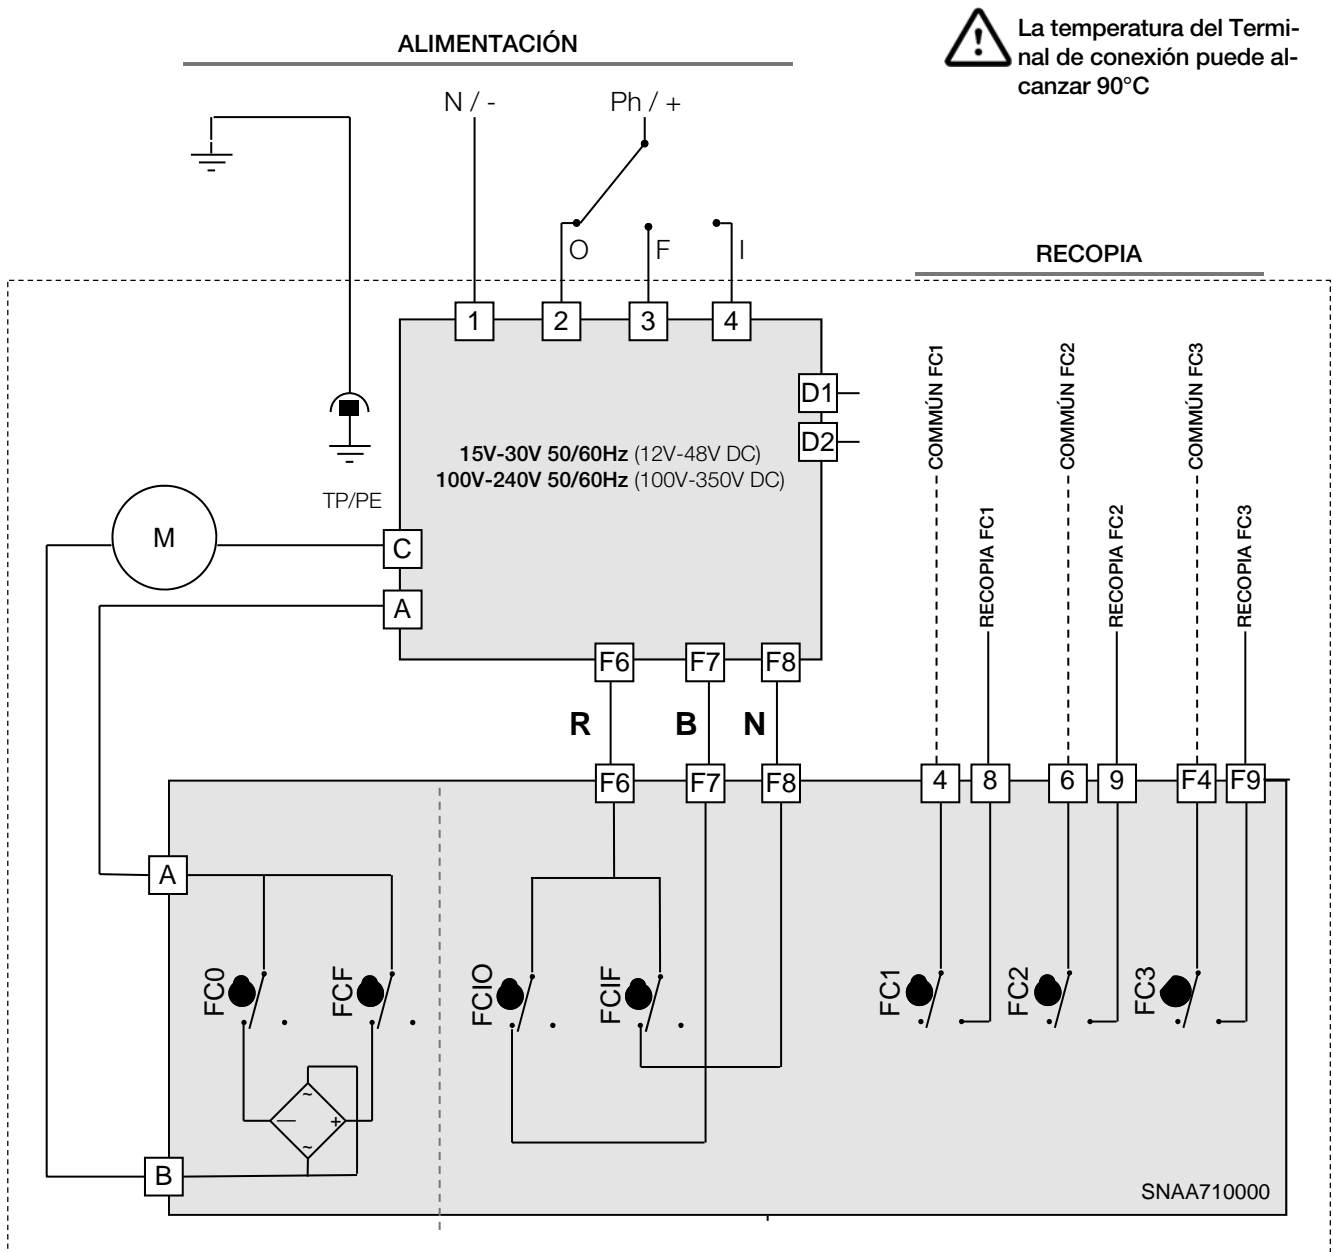 ALIMENTACIÓN
La temperatura del Termi-
nal de conexión puede al-
canzar 90°C
N / -
Ph / +
O
F
I
RECOPIA
1
2
3
4
D1
D2
15V-30V 50/60Hz (12V-48V DC)
100V-240V 50/60Hz (100V-350V DC)
TP/PE
M
C
A
F6
F7
F8
R
B
N
COMMÚN FC1
RECOPIA FC1
COMMÚN FC2
RECOPIA FC2
COMMÚN FC3
RECOPIA FC3
F6
F7
F8
4
8
6
9
F4
F9
A
FC0
FCF
FCIO
FCIF
FC1
FC2
FC3
~
—
+
~
B
SNAA710000